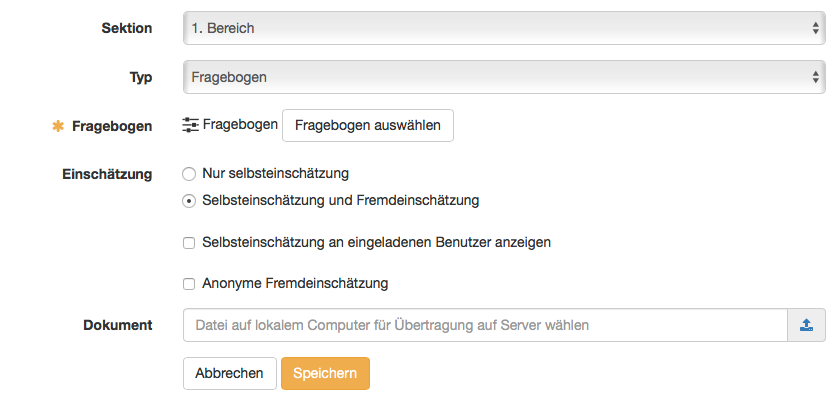 Sektion 1. Bereich
Typ Fragebogen
✱ Fragebogen Fragebogen Fragebogen auswählen
Einschätzung Nur selbsteinschätzung
Selbsteinschätzung und Fremdeinschätzung
Selbsteinschätzung an eingeladenen Benutzer anzeigen
Anonyme Fremdeinschätzung
Dokument Datei auf lokalem Computer für Übertragung auf Server wählen
Abbrechen Speichern